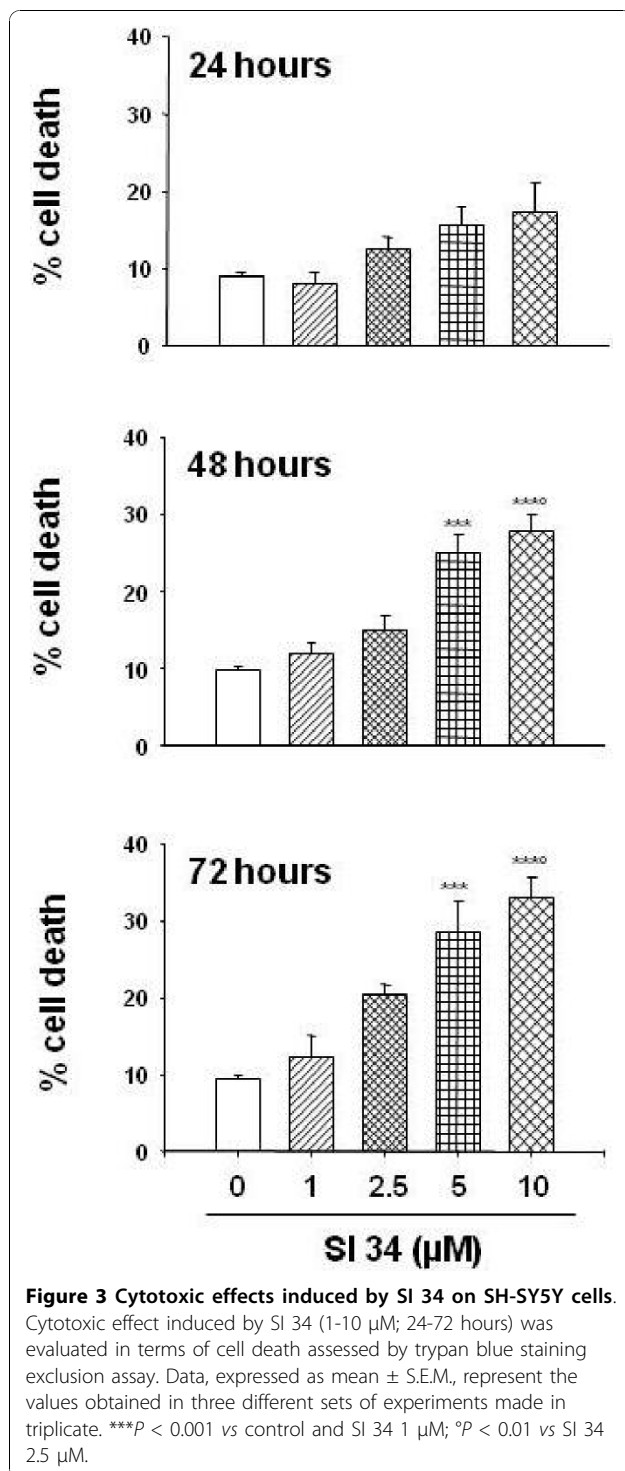 40
24 hours
30
20
10
0
% cell death
40
48 hours
30
20
10
0
% cell death
***
***°
40
72 hours
30
20
10
0
% cell death
***
***°
0 1 2.5 5 10
SI 34 (µM)
Figure 3 Cytotoxic effects induced by SI 34 on SH-SY5Y cells.
Cytotoxic effect induced by SI 34 (1-10 µM; 24-72 hours) was
evaluated in terms of cell death assessed by trypan blue staining
exclusion assay. Data, expressed as mean ± S.E.M., represent the
values obtained in three different sets of experiments made in
triplicate. ***P < 0.001 vs control and SI 34 1 µM; °P < 0.01 vs SI 34
2.5 µM.